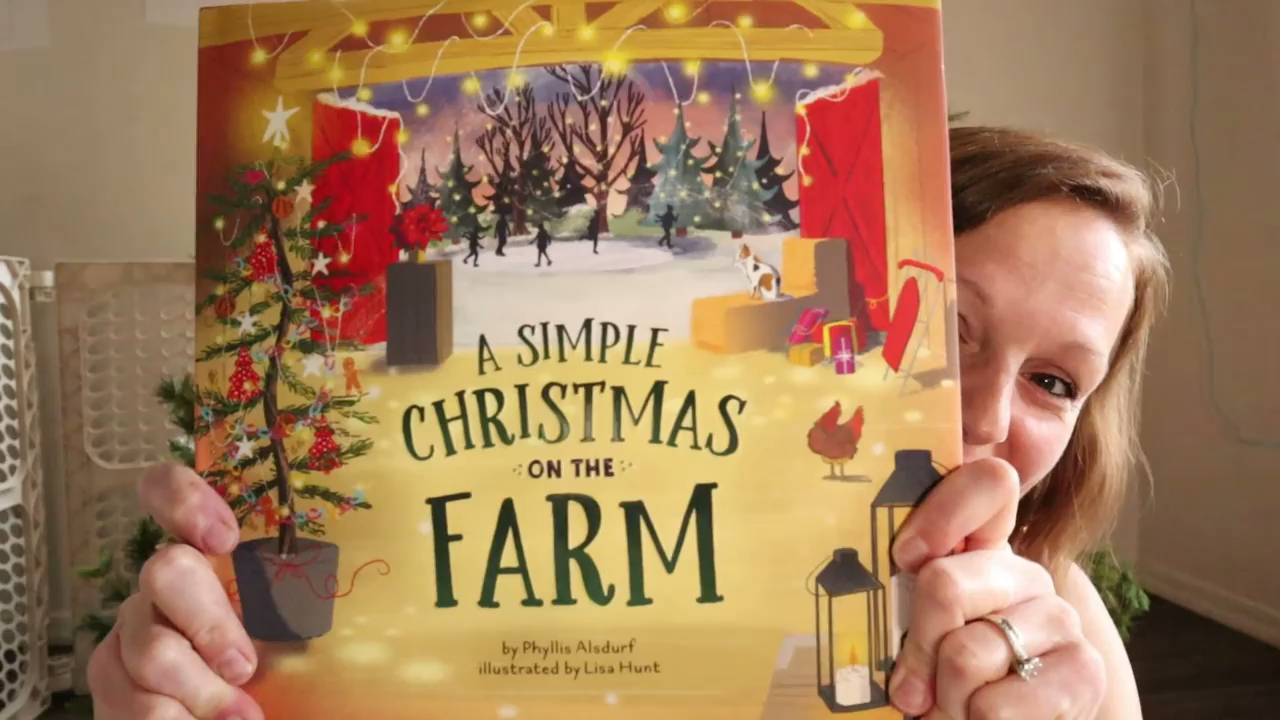 A SIMPLE
CHRISTMAS
ON THE
FARM
by Phyllis Alsdurf
illustrated by Lisa Hunt